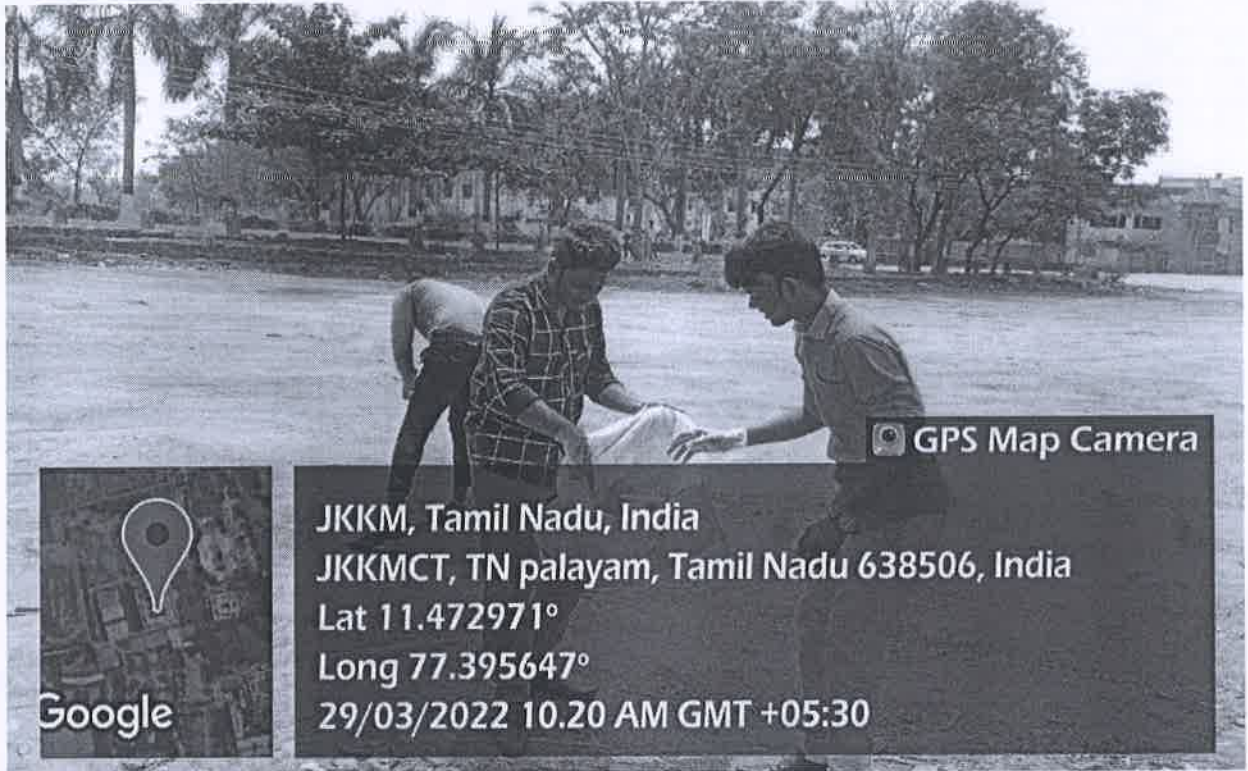 GPS Map Camera
JKKM, Tamil Nadu, India
JKKMCT, TN palayam, Tamil Nadu 638506, India
Lat 11.472971°
Long 77.395647°
29/03/2022 10.20 AM GMT +05:30
Google